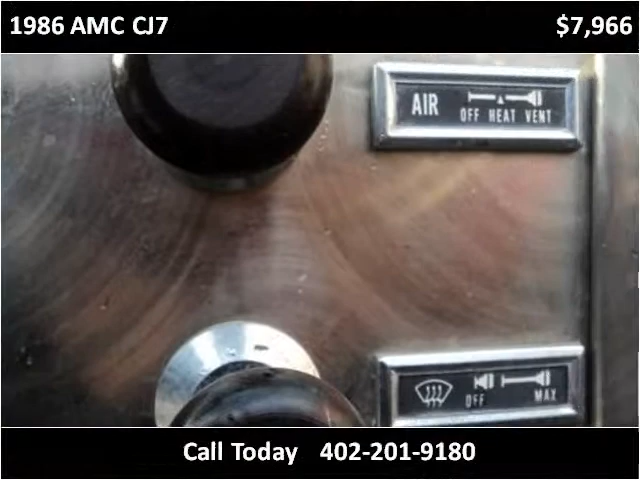 1986 AMC CJ7 $7,966
AIR
OFF HEAT VENT
OFF MAX
Call Today 402-201-9180